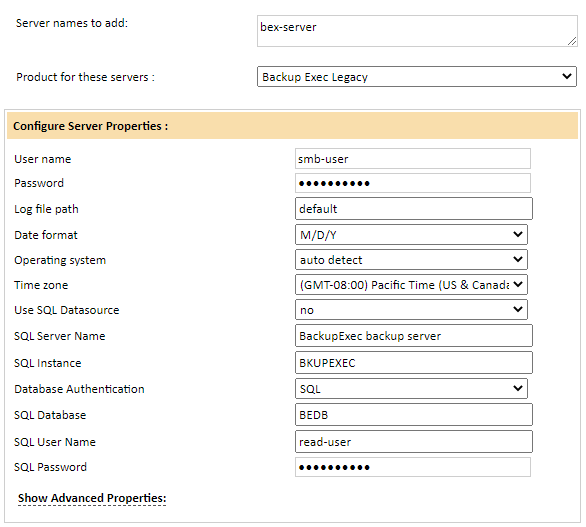 Server names to add: bex-server
Product for these servers : Backup Exec Legacy
Configure Server Properties :
User name smb-user
Password ●●●●●●●●●●
Log file path default
Date format M/D/Y
Operating system auto detect
Time zone (GMT-08:00) Pacific Time (US & Canada
Use SQL Datasource no
SQL Server Name BackupExec backup server
SQL Instance BKUPEXEC
Database Authentication SQL
SQL Database BEDB
SQL User Name read-user
SQL Password ●●●●●●●●●●
Show Advanced Properties: